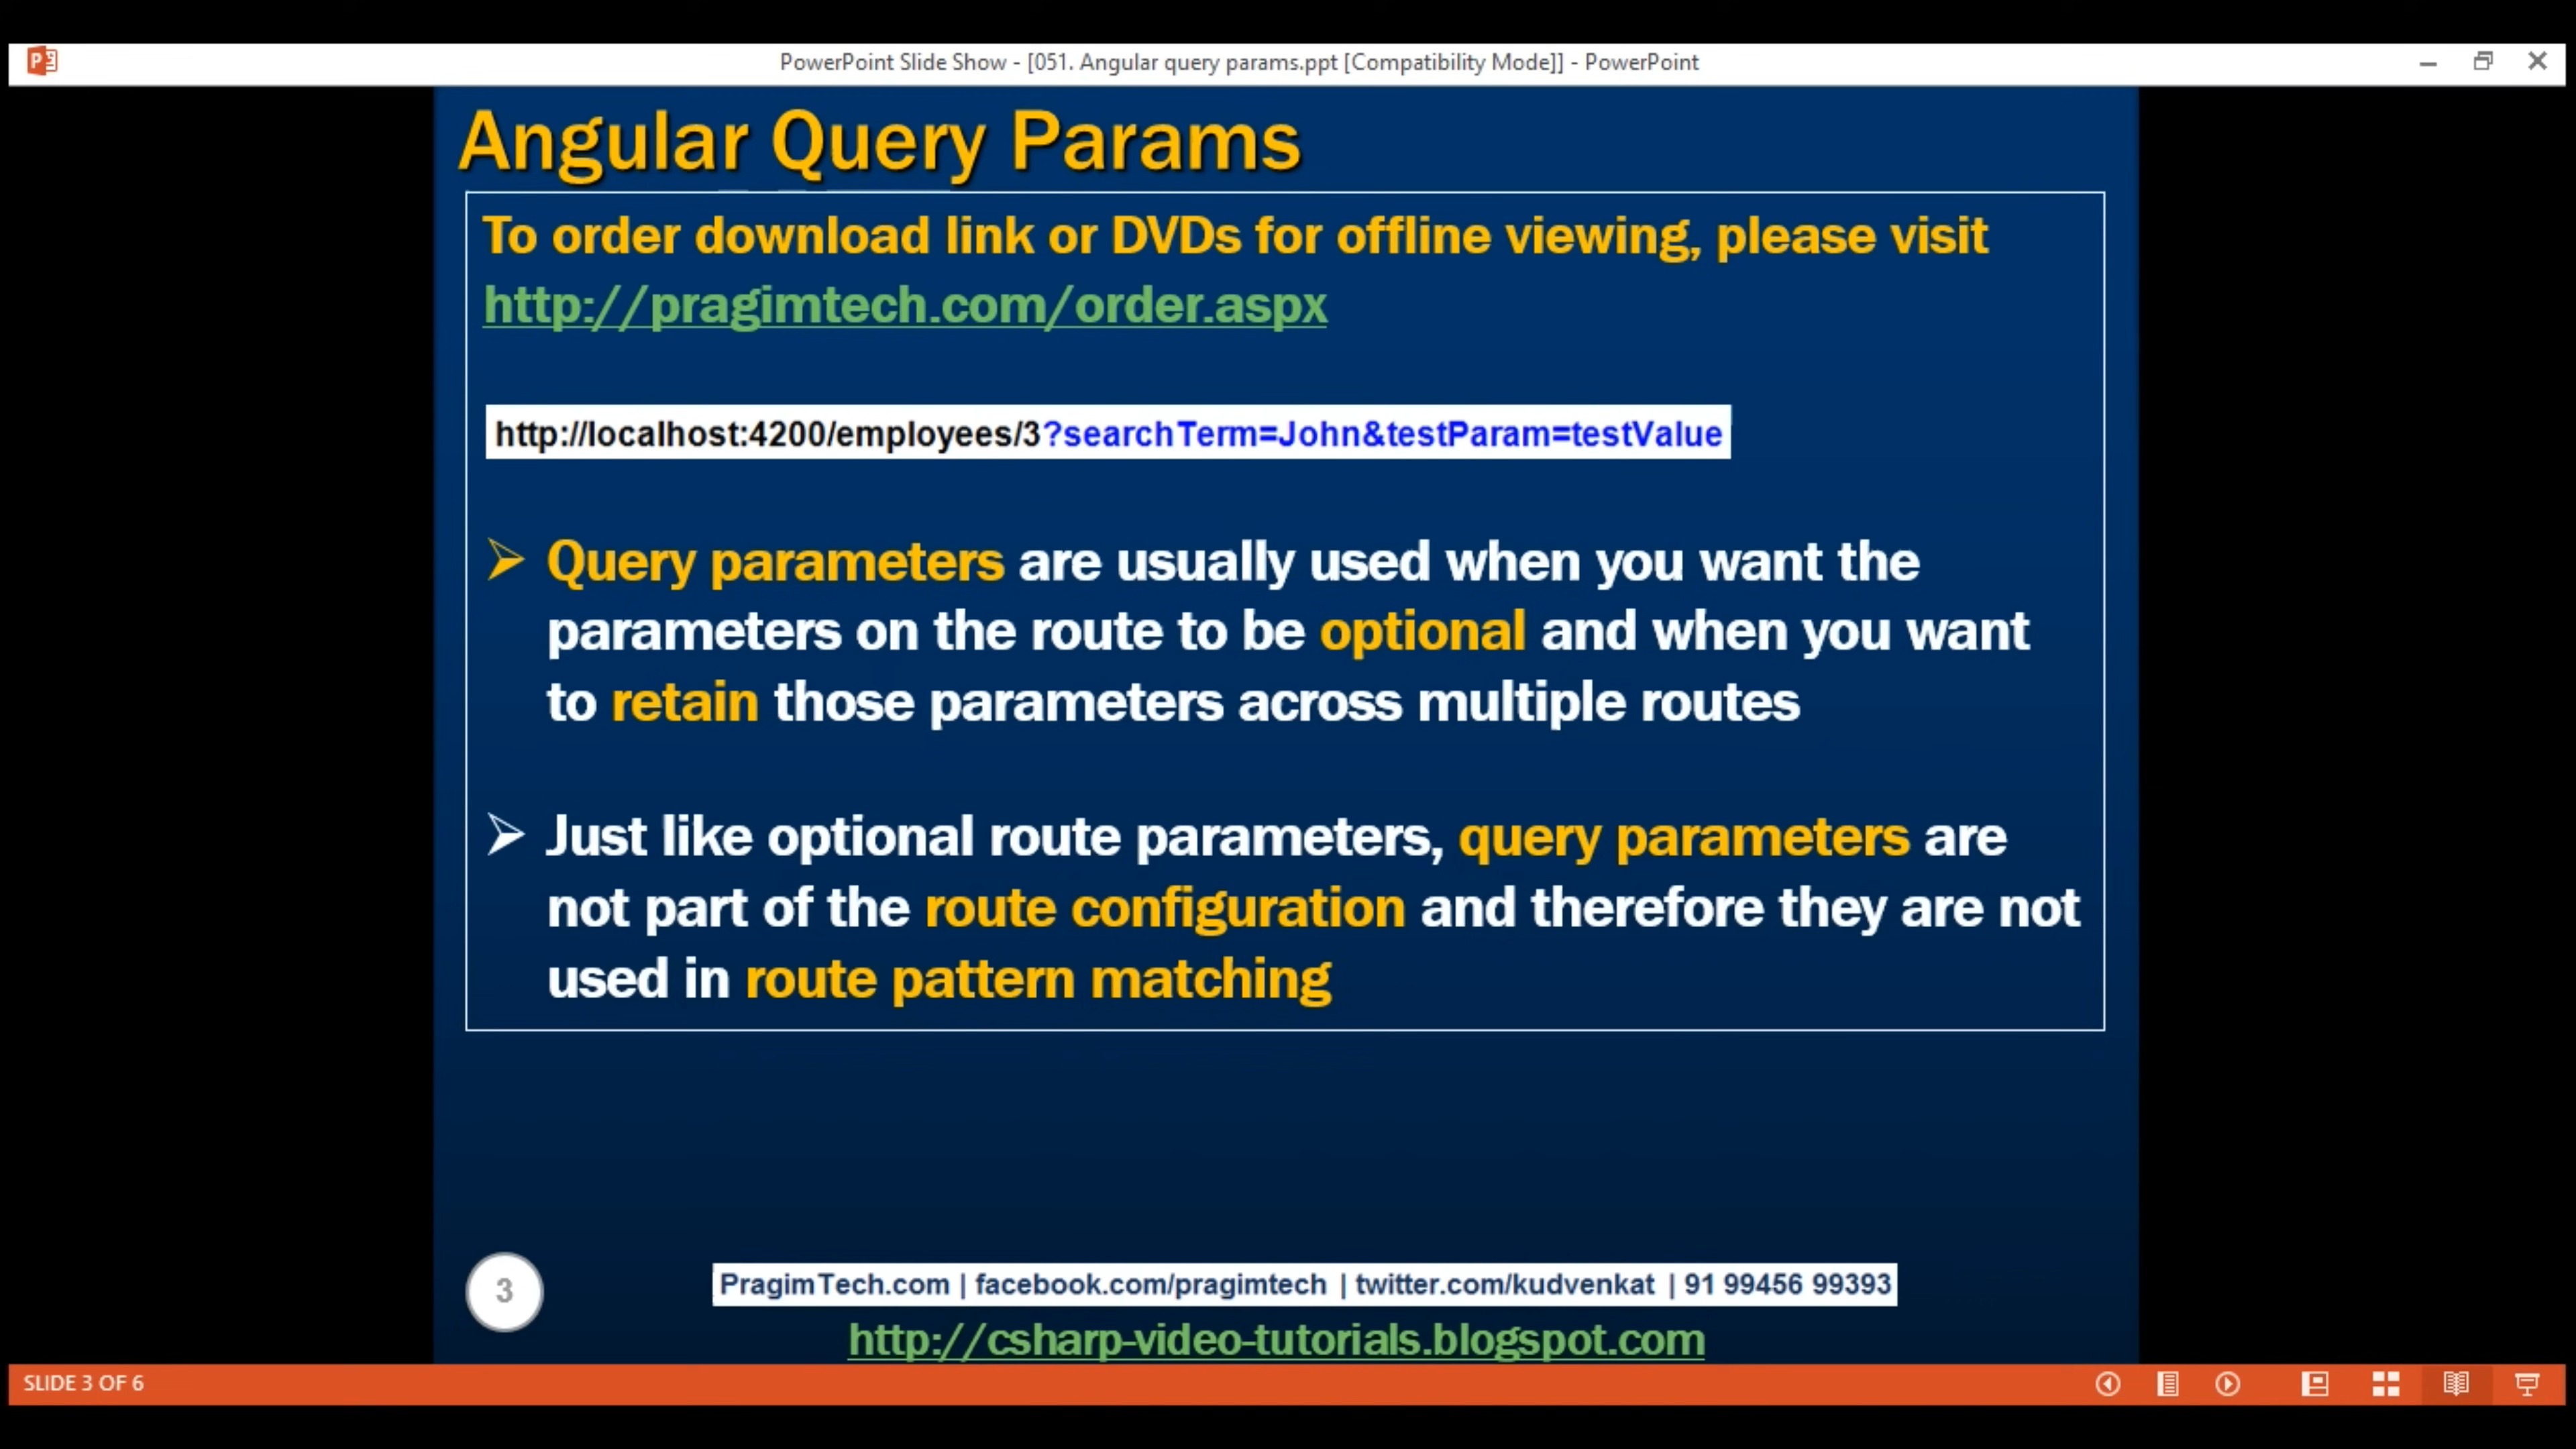 PowerPoint Slide Show - [051. Angular query params.ppt [Compatibility Mode]] - PowerPoint
Angular Query Params
To order download link or DVDs for offline viewing, please visit
http://pragimtech.com/order.aspx
http://localhost:4200/employees/3?searchTerm=John&testParam=testValue
Query parameters are usually used when you want the
parameters on the route to be optional and when you want
to retain those parameters across multiple routes
Just like optional route parameters, query parameters are
not part of the route configuration and therefore they are not
used in route pattern matching
3
PragimTech.com | facebook.com/pragimtech | twitter.com/kudvenkat | 91 99456 99393
http://csharp-video-tutorials.blogspot.com
SLIDE 3 OF 6